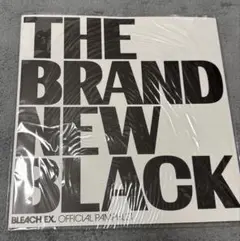 THE
BRAND
NEW
BLACK
BLEACH EX. OFFICIAL PAMPHLET